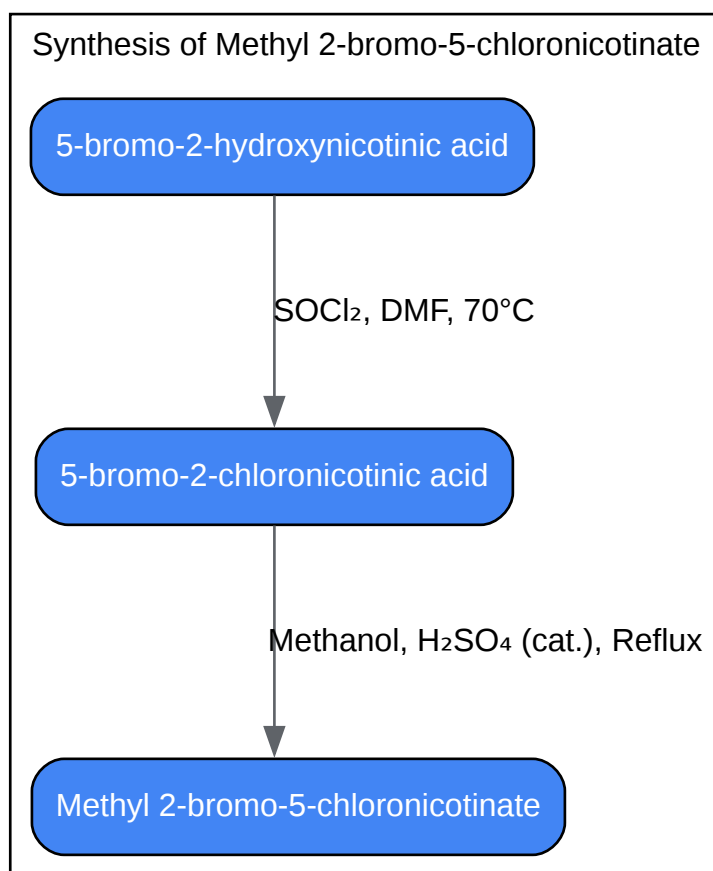 Synthesis of Methyl 2-bromo-5-chloronicotinate
5-bromo-2-hydroxynicotinic acid
SOCl₂, DMF, 70°C
5-bromo-2-chloronicotinic acid
Methanol, H₂SO₄ (cat.), Reflux
Methyl 2-bromo-5-chloronicotinate